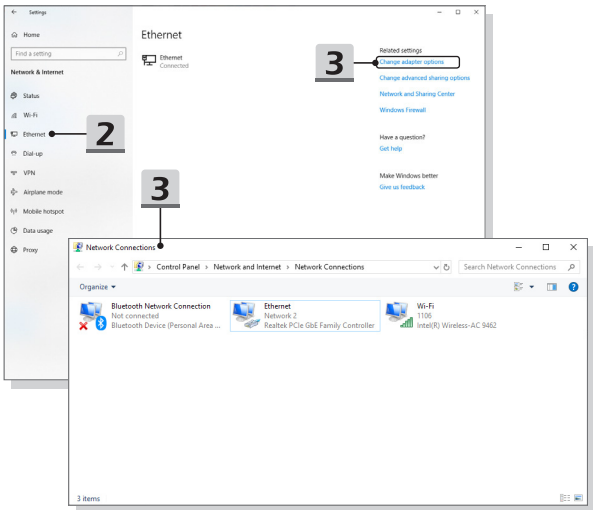 Settings
Home
Find a setting
Network & Internet
Status
Wi-Fi
Ethernet
Dial-up
VPN
Airplane mode
Mobile hotspot
Data usage
Proxy
2
Ethernet
Ethernet
Connected
3
Related settings
Change adapter options
Change advanced sharing options
Network and Sharing Center
Windows Firewall
Have a question?
Get help
Make Windows better
Give us feedback
3
Network Connections
Control Panel > Network and Internet > Network Connections
Search Network Connections
Organize
Bluetooth Network Connection
Not connected
Bluetooth Device (Personal Area ...
Ethernet
Network 2
Realtek PCIe GbE Family Controller
Wi-Fi
1106
Intel(R) Wireless-AC 9462
3 items